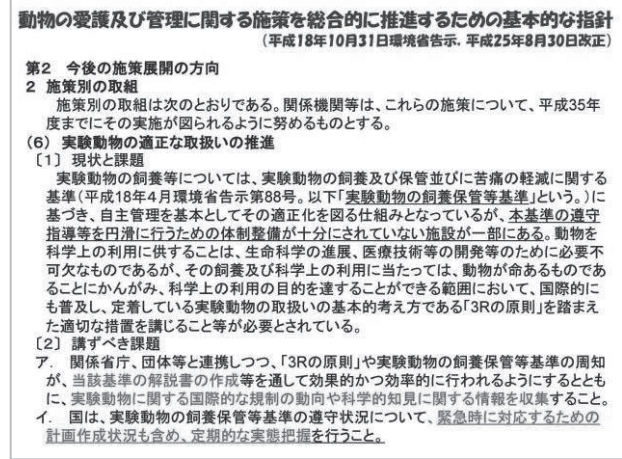 動物の愛護及び管理に関する施策を総合的に推進するための基本的な指針
(平成18年10月31日環境省告示．平成25年8月30日改正)
第2　今後の施策展開の方向
2 施策別の取組
施策別の取組は次のとおりである。関係機関等は、これらの施策について、平成35年
度までにその実施が図られるように努めるものとする。
(6) 実験動物の適正な取扱いの推進
〔1〕 現状と課題
実験動物の飼養等については、実験動物の飼養及び保管並びに苦痛の軽減に関する
基準(平成18年4月環境省告示第88号。以下「実験動物の飼養保管等基準」という。)に
基づき、自主管理を基本としてその適正化を図る仕組みとなっているが、本基準の遵守
指導等を円滑に行うための体制整備が十分にされていない施設が一部にある。動物を
科学上の利用に供することは、生命科学の進展、医療技術等の開発等のために必要不
可欠なものであるが、その飼養及び科学上の利用に当たっては、動物が命あるものであ
ることにかんがみ、科学上の利用の目的を達することができる範囲において、国際的に
も普及し、定着している実験動物の取扱いの基本的考え方である「3Rの原則」を踏まえ
た適切な措置を講じること等が必要とされている。
〔2〕 講ずべき課題
ア．　関係省庁、団体等と連携しつつ、「3Rの原則」や実験動物の飼養保管等基準の周知
が、当該基準の解説書の作成等を通して効果的かつ効率的に行われるようにするととも
に、実験動物に関する国際的な規制の動向や科学的知見に関する情報を収集すること。
イ．　国は、実験動物の飼養保管等基準の遵守状況について、緊急時に対応するための
計画作成状況も含め、定期的な実態把握を行うこと。